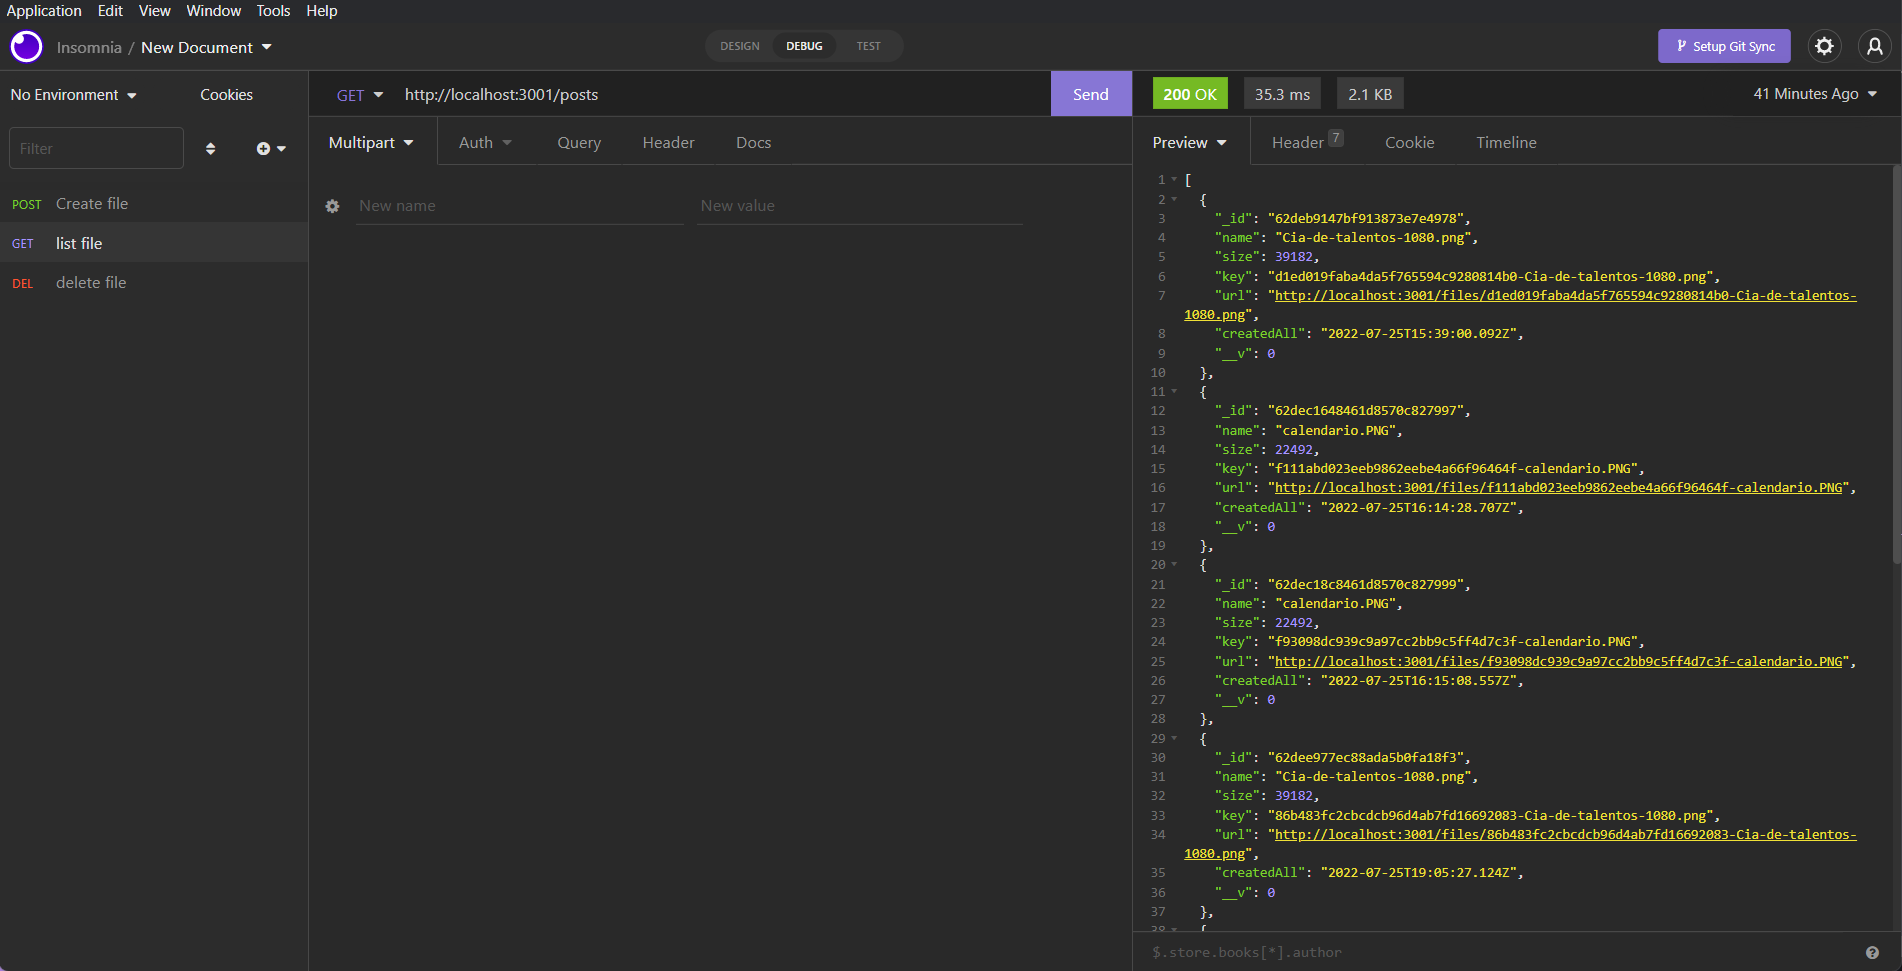 Application Edit View Window Tools Help
Insomnia / New Document
DESIGN DEBUG TEST
Setup Git Sync
No Environment Cookies
GET http://localhost:3001/posts Send
200 OK 35.3 ms 2.1 KB 41 Minutes Ago
Filter
Multipart Auth Query Header Docs
Preview Header 7 Cookie Timeline
POST Create file
GET list file
DEL delete file
New name New value
1 [
2 {
3 "_id": "62deb9147bf913873e7e4978",
4 "name": "Cia-de-talentos-1080.png",
5 "size": 39182,
6 "key": "d1ed019faba4da5f765594c9280814b0-Cia-de-talentos-1080.png",
7 "url": "http://localhost:3001/files/d1ed019faba4da5f765594c9280814b0-Cia-de-talentos-
1080.png",
8 "createdAll": "2022-07-25T15:39:00.092Z",
9 "__v": 0
10 },
11 {
12 "_id": "62dec1648461d8570c827997",
13 "name": "calendario.PNG",
14 "size": 22492,
15 "key": "f111abd023eeb9862eebe4a66f96464f-calendario.PNG",
16 "url": "http://localhost:3001/files/f111abd023eeb9862eebe4a66f96464f-calendario.PNG",
17 "createdAll": "2022-07-25T16:14:28.707Z",
18 "__v": 0
19 },
20 {
21 "_id": "62dec18c8461d8570c827999",
22 "name": "calendario.PNG",
23 "size": 22492,
24 "key": "f93098dc939c9a97cc2bb9c5ff4d7c3f-calendario.PNG",
25 "url": "http://localhost:3001/files/f93098dc939c9a97cc2bb9c5ff4d7c3f-calendario.PNG",
26 "createdAll": "2022-07-25T16:15:08.557Z",
27 "__v": 0
28 },
29 {
30 "_id": "62dee977ec88ada5b0fa18f3",
31 "name": "Cia-de-talentos-1080.png",
32 "size": 39182,
33 "key": "86b483fc2cbcdcb96d4ab7fd16692083-Cia-de-talentos-1080.png",
34 "url": "http://localhost:3001/files/86b483fc2cbcdcb96d4ab7fd16692083-Cia-de-talentos-
1080.png",
35 "createdAll": "2022-07-25T19:05:27.124Z",
36 "__v": 0
37 },
38 {
$.store.books[*].author